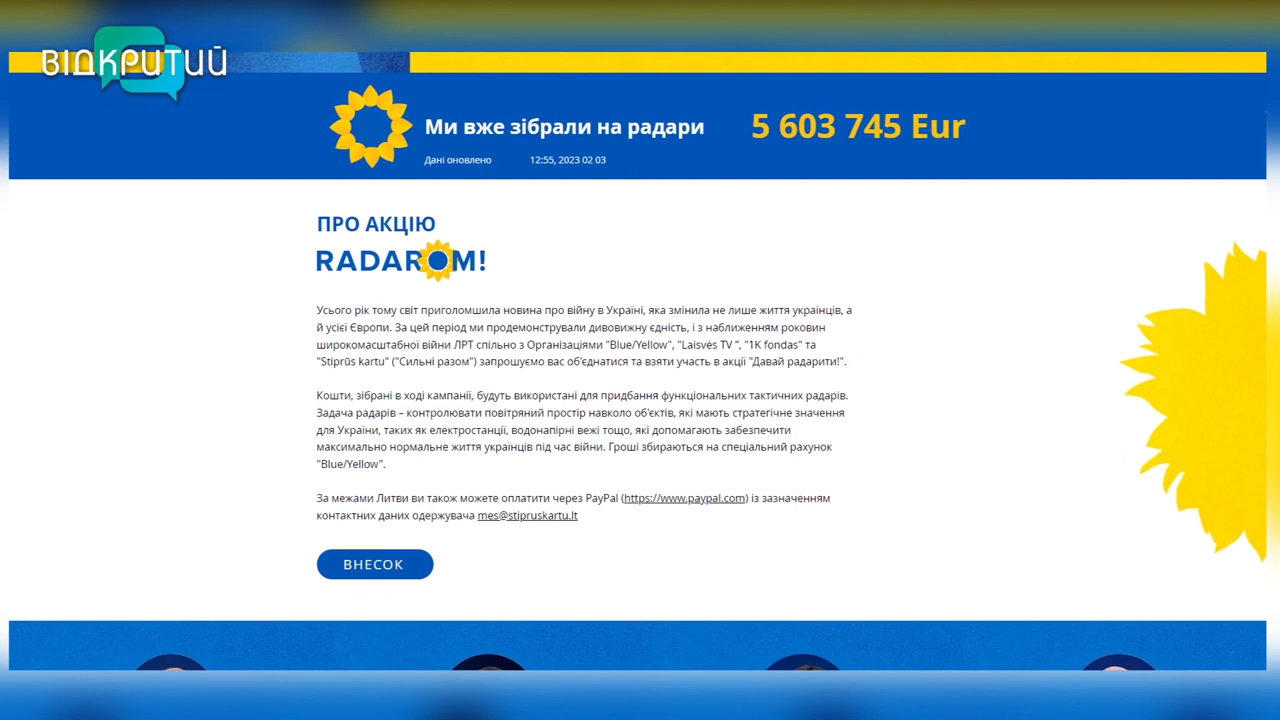 ВІДКРИТИЙ
Ми вже зібрали на радари
5 603 745 Eur
Дані оновлено 12:55, 2023 02 03
ПРО АКЦІЮ
RADAROM!
Усього рік тому світ приголомшила новина про війну в Україні, яка змінила не лише життя українців, а
й усієї Європи. За цей період ми продемонстрували дивовижну єдність, і з наближенням роковин
широкомасштабної війни ЛРТ спільно з Організаціями "Blue/Yellow", "Laisvės TV “, "1K fondas" та
"Stiprūs kartu" ("Сильні разом") запрошуємо вас об'єднатися та взяти участь в акції "Давай радарити!".
Кошти, зібрані в ході кампанії, будуть використані для придбання функціональних тактичних радарів.
Задача радарів – контролювати повітряний простір навколо об'єктів, які мають стратегічне значення
для України, таких як електростанції, водонапірні вежі тощо, які допомагають забезпечити
максимально нормальне життя українців під час війни. Гроші збираються на спеціальний рахунок
"Blue/Yellow".
За межами Литви ви також можете оплатити через PayPal (https://www.paypal.com) із зазначенням
контактних даних одержувача mes@stipruskartu.lt
ВНЕСОК